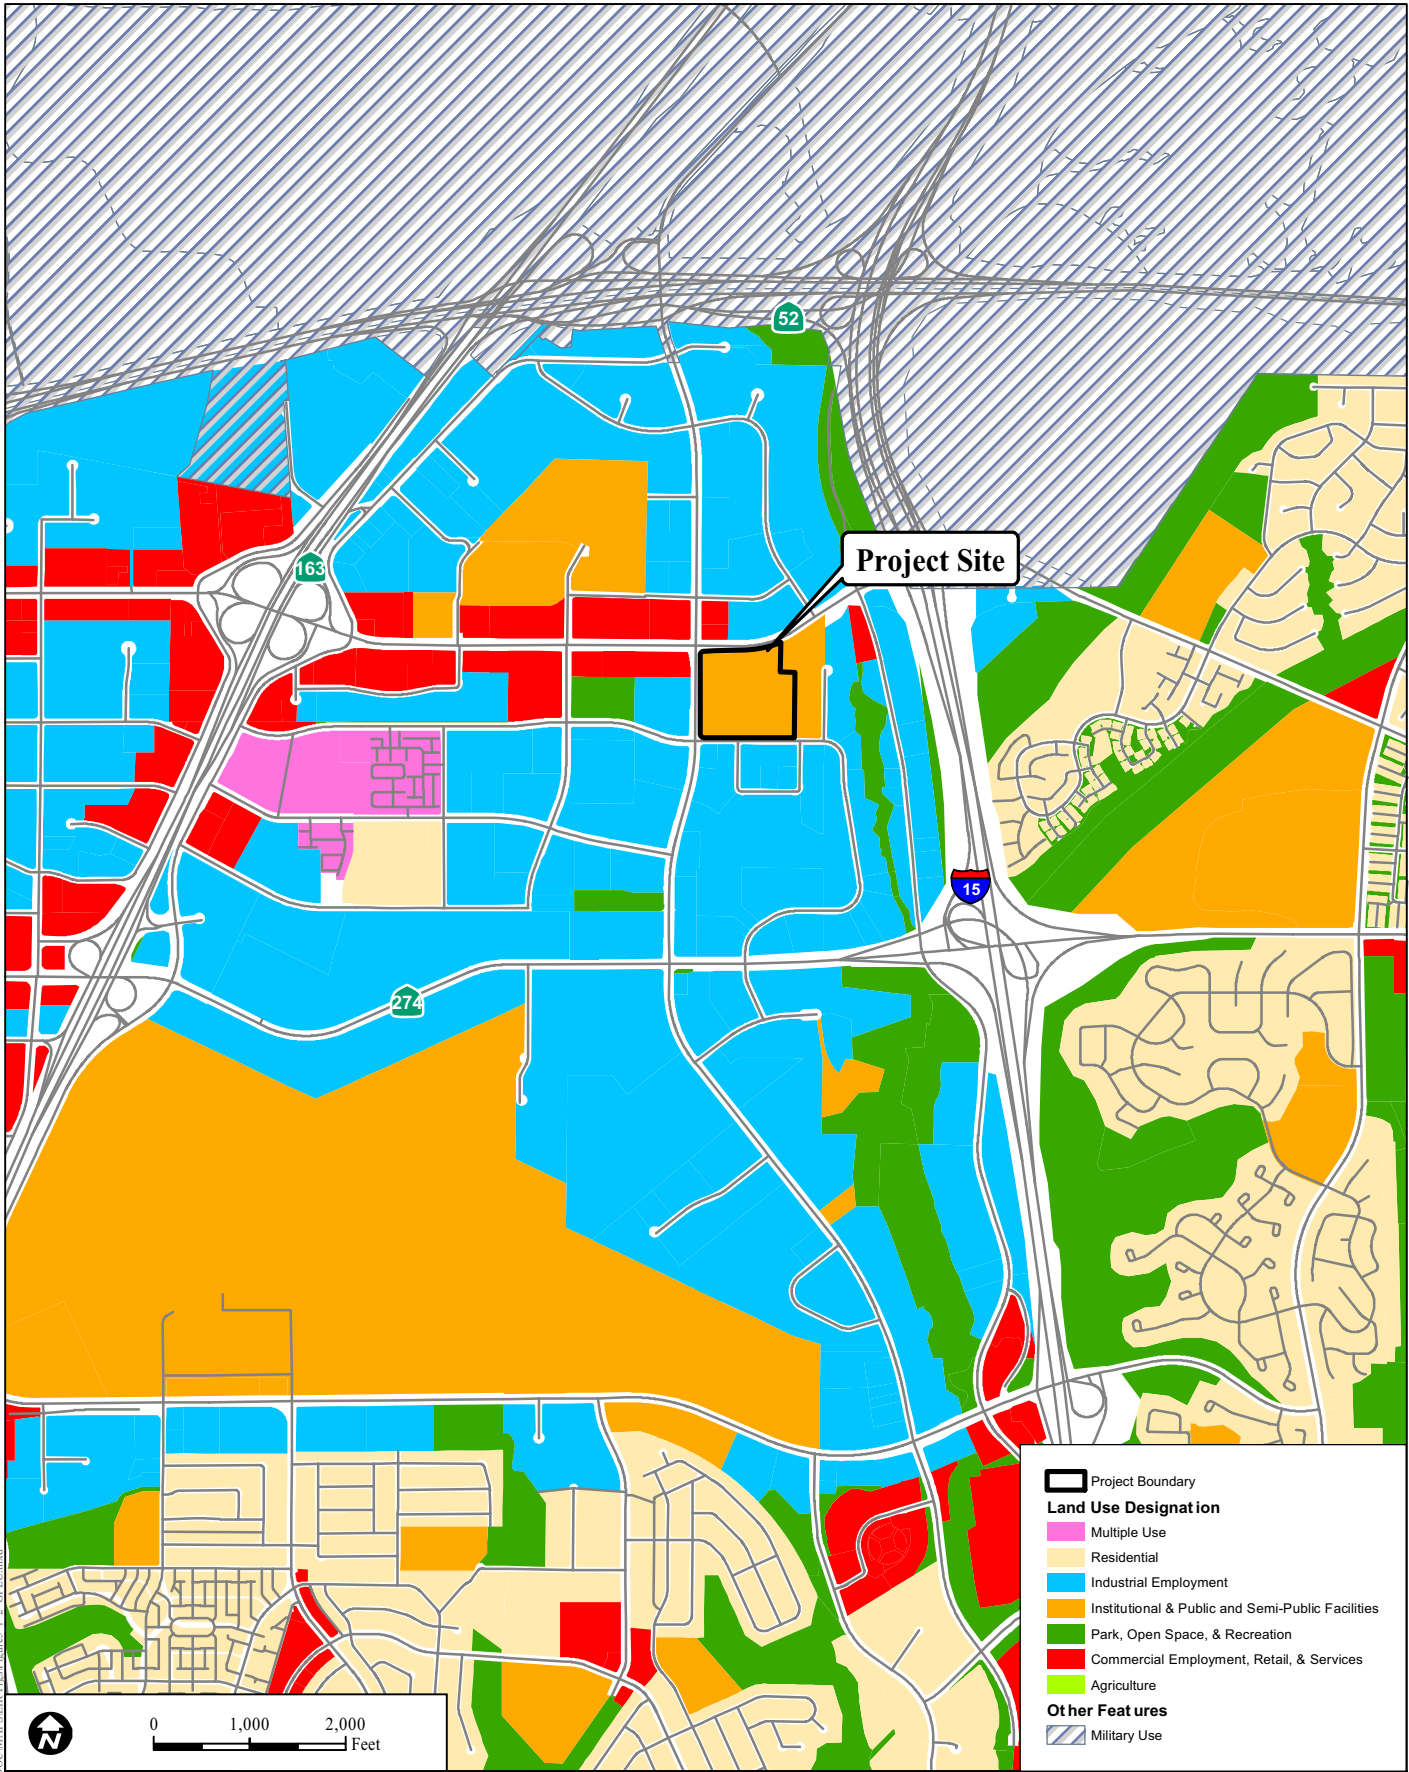 52
Project Site
163
15
274
Project Boundary
Land Use Designation
Multiple Use
Residential
Industrial Employment
Institutional & Public and Semi-Public Facilities
Park, Open Space, & Recreation
Commercial Employment, Retail, & Services
Agriculture
Other Features
Military Use
N
0 1,000 2,000
Feet